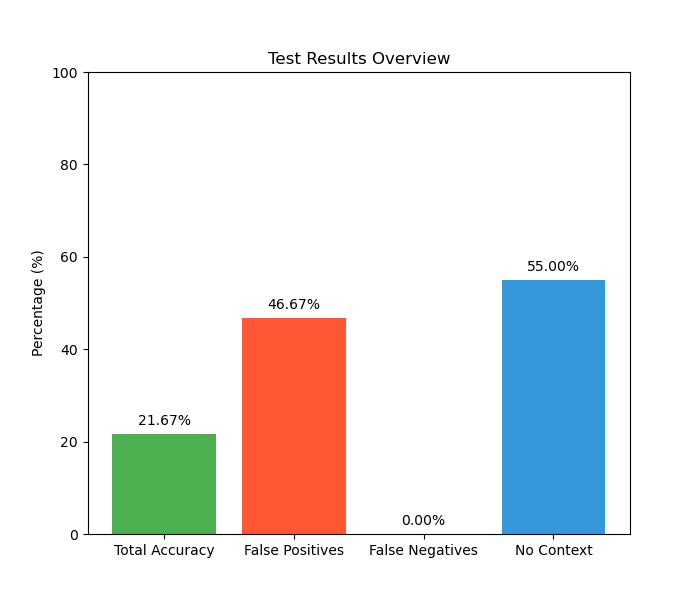 Test Results Overview
Percentage (%)
100
80
60
40
20
0
21.67%
46.67%
0.00%
55.00%
Total Accuracy
False Positives
False Negatives
No Context